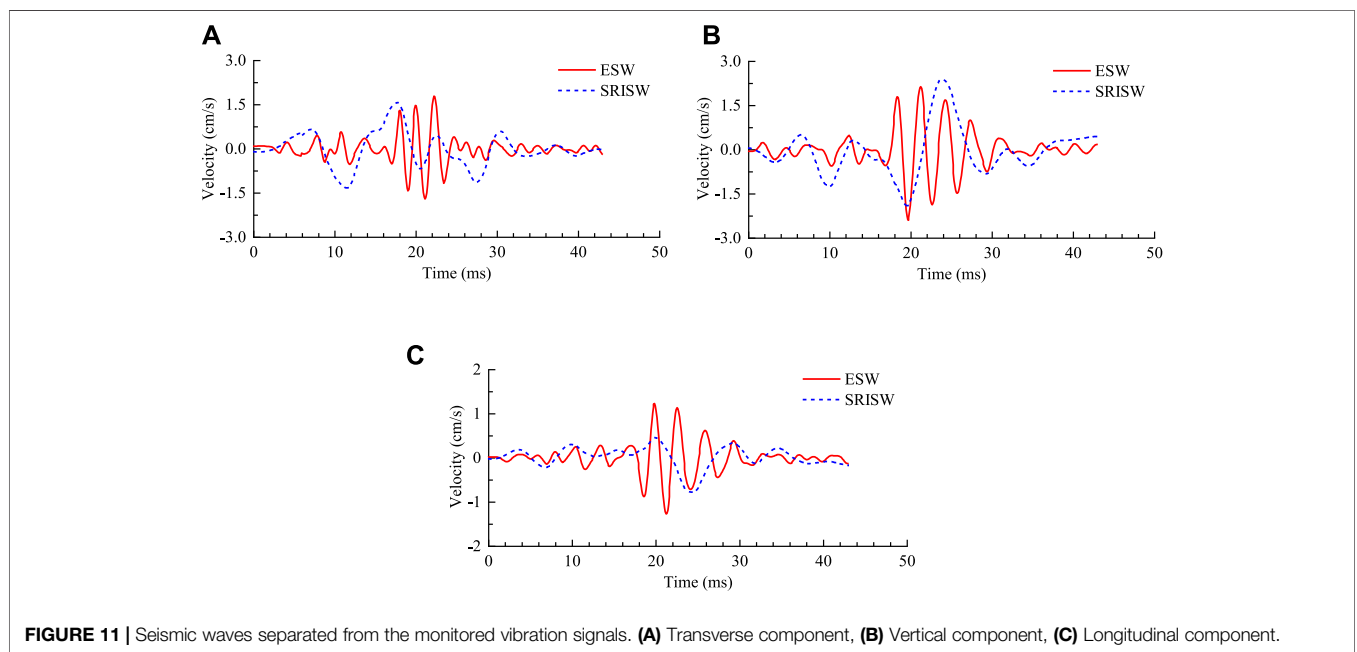 A
3.0
1.5
0.0
-1.5
-3.0
Velocity (cm/s)
0
10
20
30
40
50
Time (ms)
ESW
SRISW
B
3.0
1.5
0.0
-1.5
-3.0
Velocity (cm/s)
0
10
20
30
40
50
Time (ms)
ESW
SRISW
C
2
1
0
-1
-2
Velocity (cm/s)
0
10
20
30
40
50
Time (ms)
ESW
SRISW
FIGURE 11 | Seismic waves separated from the monitored vibration signals. (A) Transverse component, (B) Vertical component, (C) Longitudinal component.